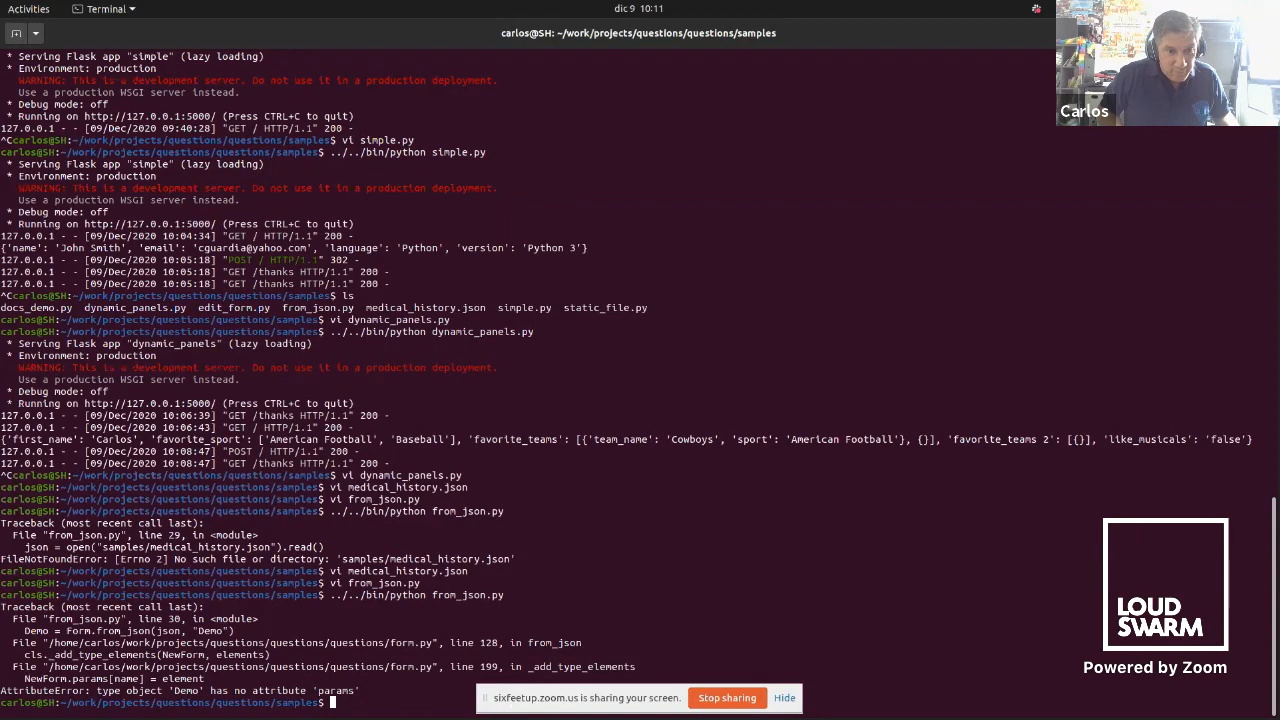 Activities Terminal dic 9 10:11
carlos@SH: ~/work/projects/questions/questions/samples
* Serving Flask app "simple" (lazy loading)
* Environment: production
WARNING: This is a development server. Do not use it in a production deployment.
Use a production WSGI server instead.
* Debug mode: off
* Running on http://127.0.0.1:5000/ (Press CTRL+C to quit)
127.0.0.1 - - [09/Dec/2020 09:40:28] "GET / HTTP/1.1" 200 -
^Ccarlos@SH:~/work/projects/questions/questions/samples$ vi simple.py
carlos@SH:~/work/projects/questions/questions/samples$ ../../bin/python simple.py
* Serving Flask app "simple" (lazy loading)
* Environment: production
WARNING: This is a development server. Do not use it in a production deployment.
Use a production WSGI server instead.
* Debug mode: off
* Running on http://127.0.0.1:5000/ (Press CTRL+C to quit)
127.0.0.1 - - [09/Dec/2020 10:04:34] "GET / HTTP/1.1" 200 -
{'name': 'John Smith', 'email': 'cguardia@yahoo.com', 'language': 'Python', 'version': 'Python 3'}
127.0.0.1 - - [09/Dec/2020 10:05:18] "POST / HTTP/1.1" 302 -
127.0.0.1 - - [09/Dec/2020 10:05:18] "GET /thanks HTTP/1.1" 200 -
127.0.0.1 - - [09/Dec/2020 10:05:18] "GET /thanks HTTP/1.1" 200 -
^Ccarlos@SH:~/work/projects/questions/questions/samples$ ls
docs_demo.py dynamic_panels.py edit_form.py from_json.py medical_history.json simple.py static_file.py
carlos@SH:~/work/projects/questions/questions/samples$ vi dynamic_panels.py
carlos@SH:~/work/projects/questions/questions/samples$ ../../bin/python dynamic_panels.py
* Serving Flask app "dynamic_panels" (lazy loading)
* Environment: production
WARNING: This is a development server. Do not use it in a production deployment.
Use a production WSGI server instead.
* Debug mode: off
* Running on http://127.0.0.1:5000/ (Press CTRL+C to quit)
127.0.0.1 - - [09/Dec/2020 10:06:39] "GET /thanks HTTP/1.1" 200 -
127.0.0.1 - - [09/Dec/2020 10:06:43] "GET / HTTP/1.1" 200 -
{'first_name': 'Carlos', 'favorite_sport': ['American Football', 'Baseball'], 'favorite_teams': [{'team_name': 'Cowboys', 'sport': 'American Football'}, {}], 'favorite_teams 2': [{}], 'like_musicals': 'false'}
127.0.0.1 - - [09/Dec/2020 10:08:47] "POST / HTTP/1.1" 200 -
127.0.0.1 - - [09/Dec/2020 10:08:47] "GET /thanks HTTP/1.1" 200 -
^Ccarlos@SH:~/work/projects/questions/questions/samples$ vi dynamic_panels.py
carlos@SH:~/work/projects/questions/questions/samples$ vi medical_history.json
carlos@SH:~/work/projects/questions/questions/samples$ vi from_json.py
carlos@SH:~/work/projects/questions/questions/samples$ ../../bin/python from_json.py
Traceback (most recent call last):
File "from_json.py", line 29, in <module>
json = open("samples/medical_history.json").read()
FileNotFoundError: [Errno 2] No such file or directory: 'samples/medical_history.json'
carlos@SH:~/work/projects/questions/questions/samples$ vi medical_history.json
carlos@SH:~/work/projects/questions/questions/samples$ vi from_json.py
carlos@SH:~/work/projects/questions/questions/samples$ ../../bin/python from_json.py
Traceback (most recent call last):
File "from_json.py", line 30, in <module>
Demo = Form.from_json(json, "Demo")
File "/home/carlos/work/projects/questions/questions/form.py", line 128, in from_json
cls._add_type_elements(NewForm, elements)
File "/home/carlos/work/projects/questions/questions/form.py", line 199, in _add_type_elements
NewForm.params[name] = element
AttributeError: type object 'Demo' has no attribute 'params'
carlos@SH:~/work/projects/questions/questions/samples$
Carlos
LOUD
SWARM
Powered by Zoom
sixfeetup.zoom.us is sharing your screen. Stop sharing Hide